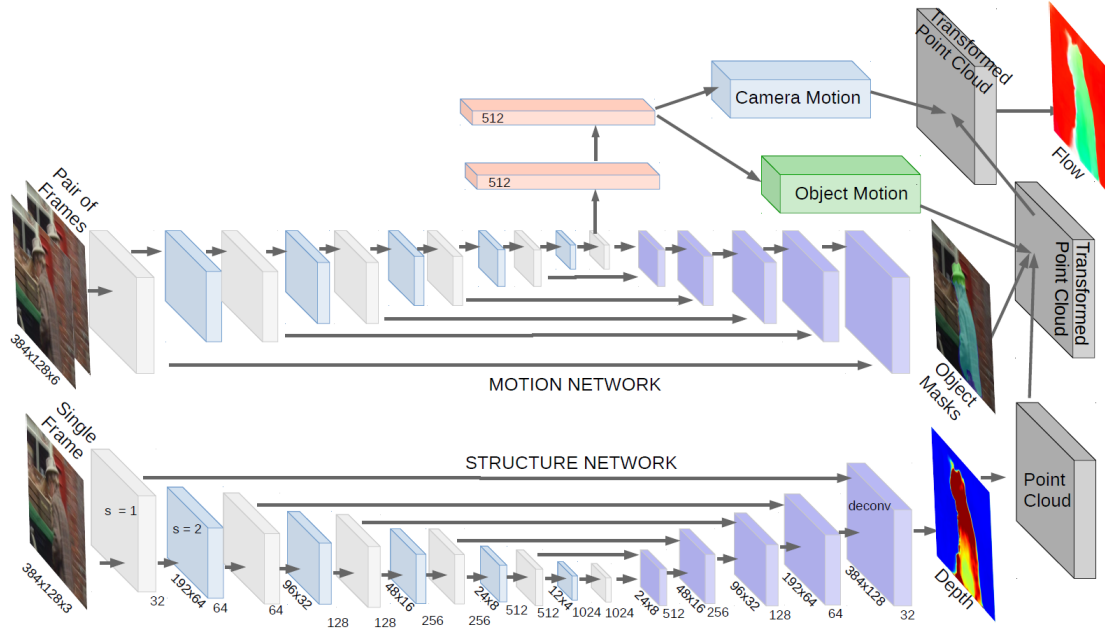 Transformed
Point Cloud
Flow
512
Camera Motion
512
Object Motion
Pair of
Frames
384x128x6
MOTION NETWORK
Object
Masks
Transformed
Point Cloud
Single
Frame
384x128x3
STRUCTURE NETWORK
s = 1
s = 2
deconv
Point
Cloud
Depth
32
192x64
64
64
96x32
128
128
48x16
256
256
24x8
512
512
12x4
1024
1024
24x8
512
48x16
256
96x32
128
192x64
64
384x128
32